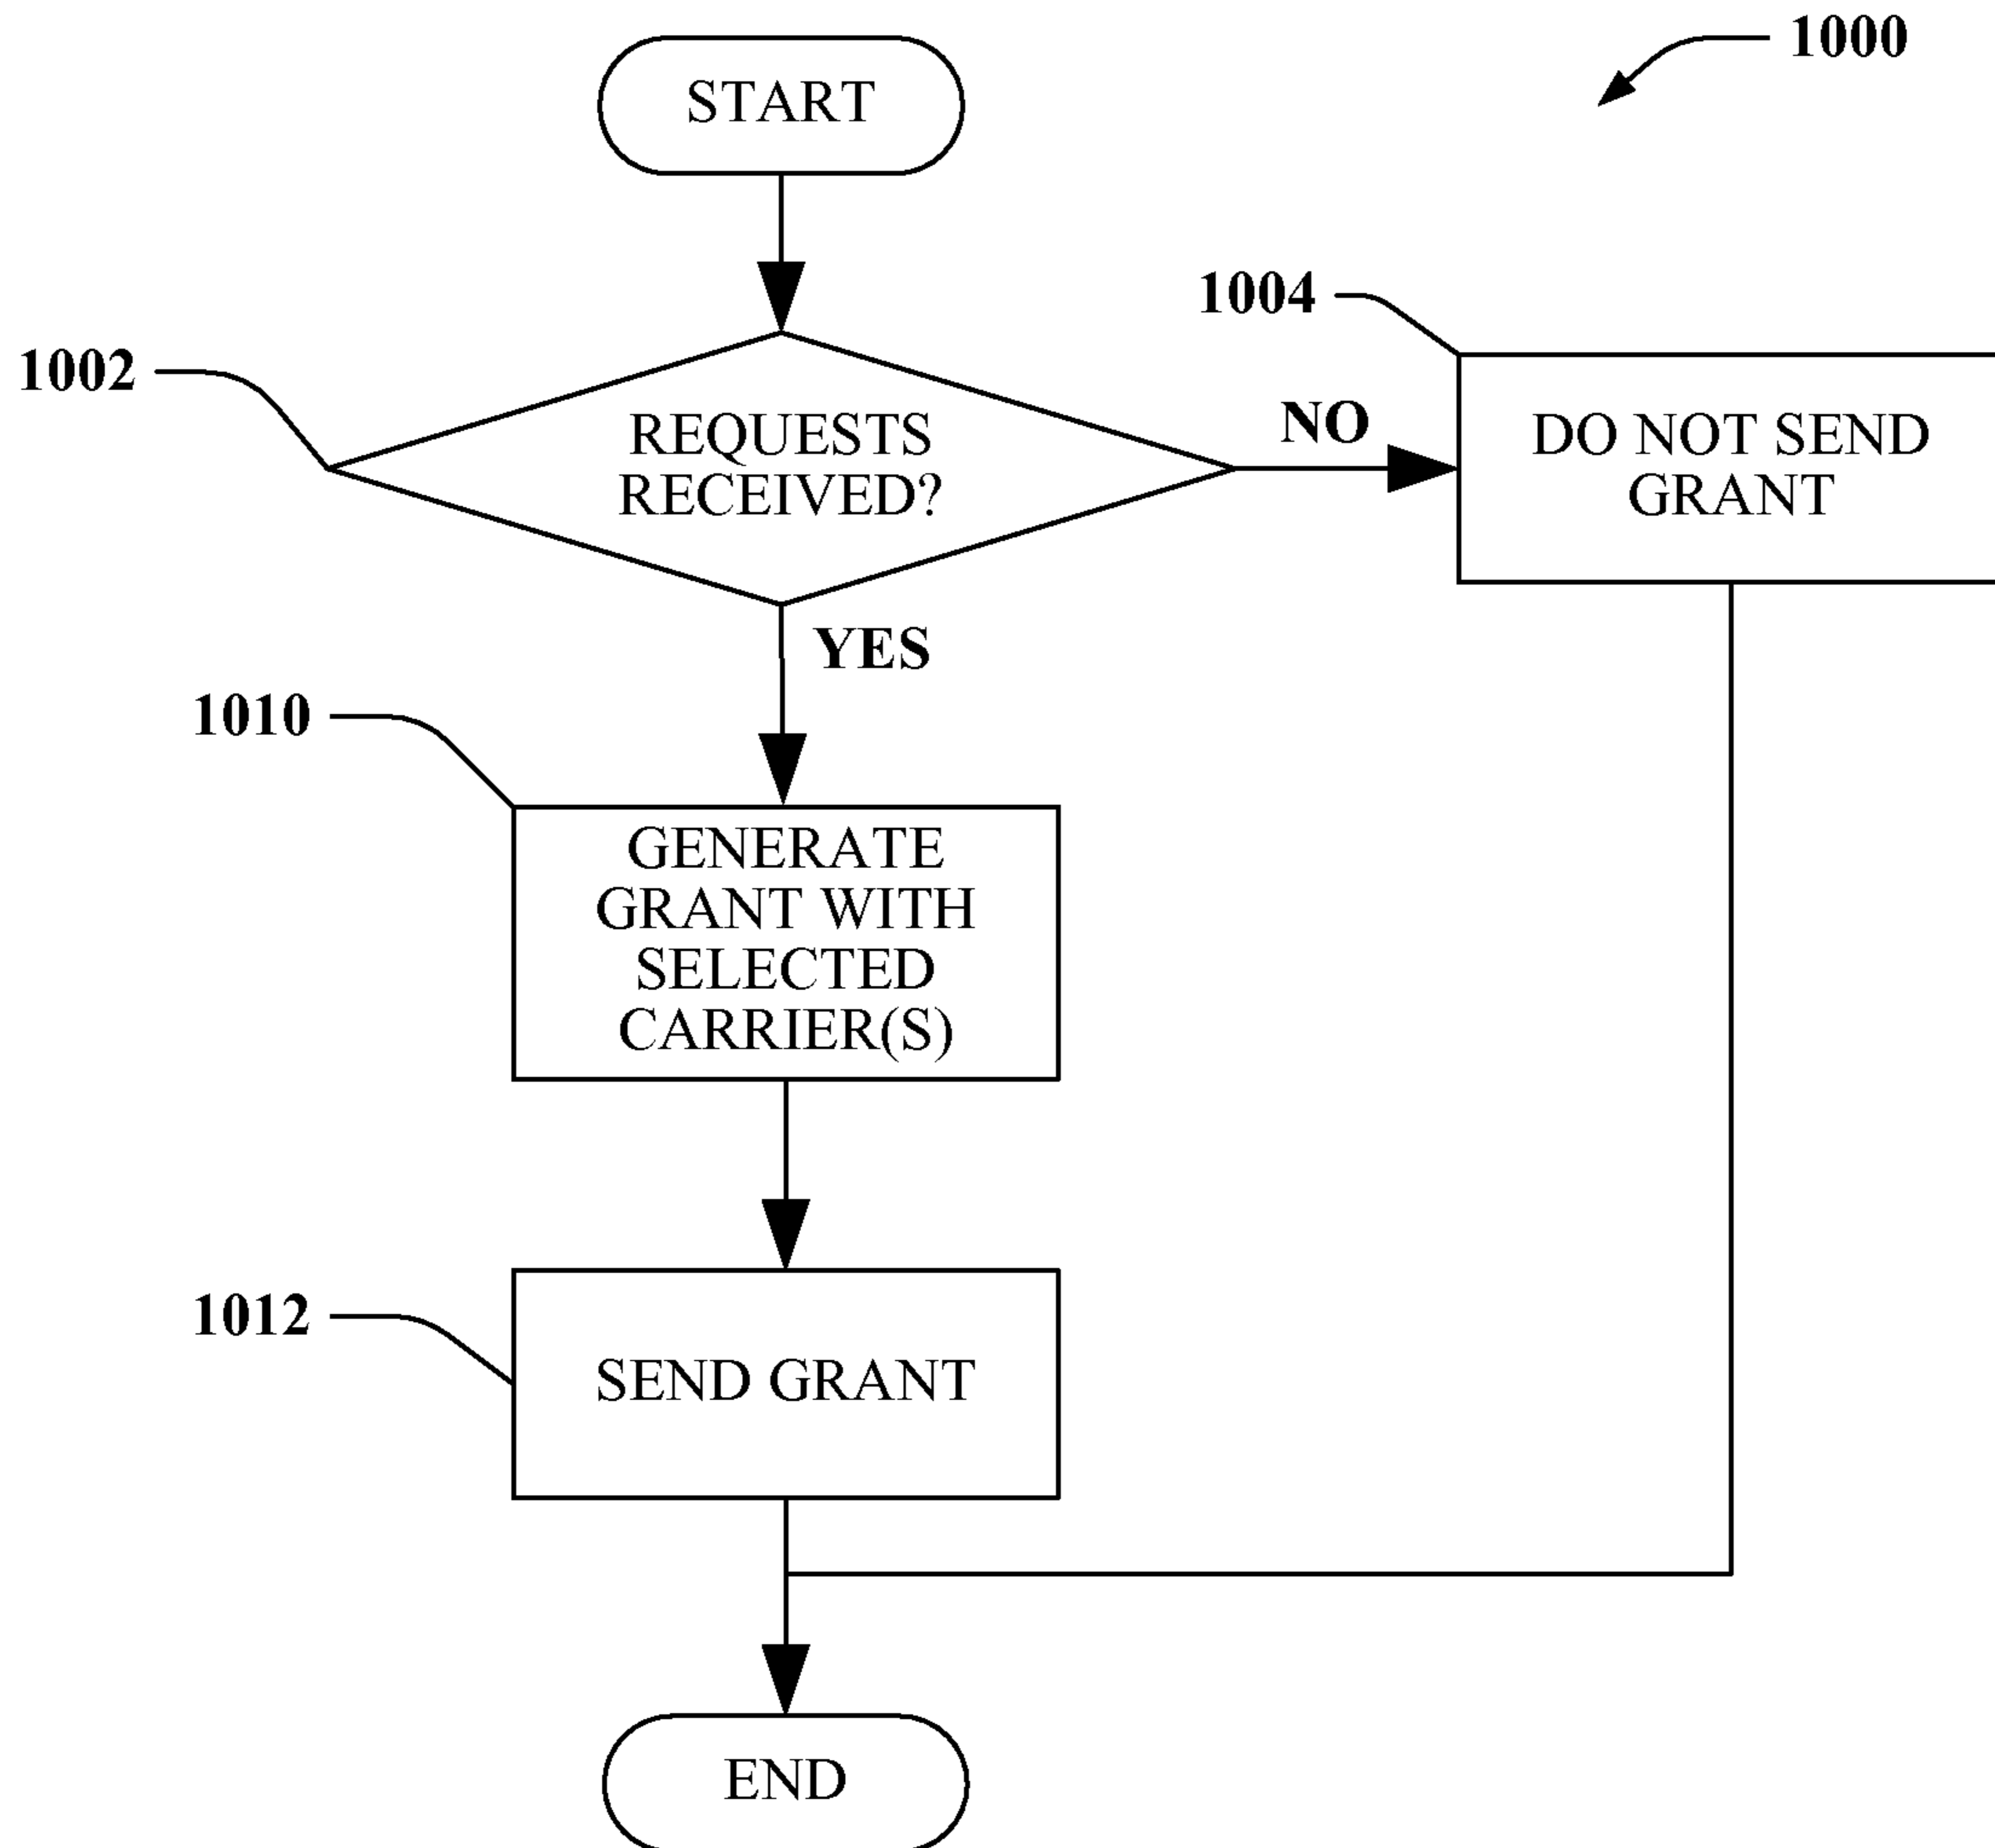 1000
START
1004
1002
REQUESTS
RECEIVED?
NO
DO NOT SEND
GRANT
YES
1010
GENERATE
GRANT WITH
SELECTED
CARRIER(S)
1012
SEND GRANT
END